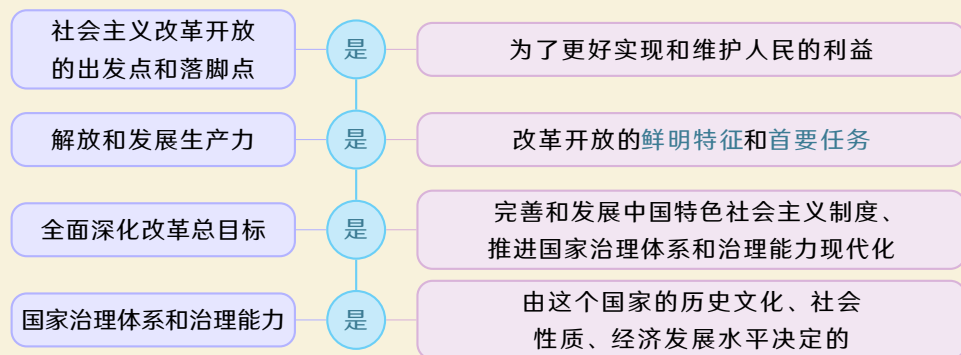 社会主义改革开放
的出发点和落脚点
是
为了更好实现和维护人民的利益
解放和发展生产力
是
改革开放的鲜明特征和首要任务
全面深化改革总目标
是
完善和发展中国特色社会主义制度、
推进国家治理体系和治理能力现代化
国家治理体系和治理能力
是
由这个国家的历史文化、社会
性质、经济发展水平决定的